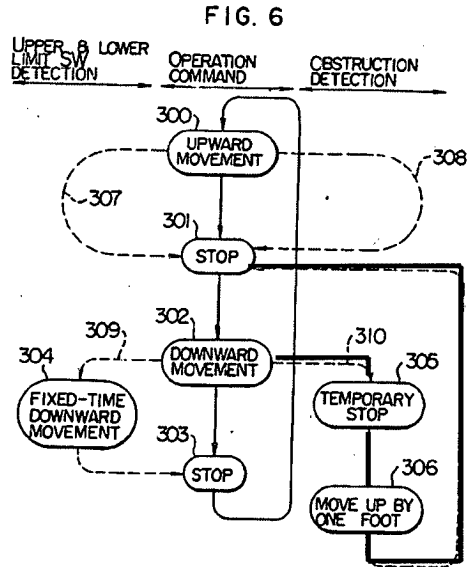 FIG. 6
UPPER & LOWER
LIMIT SW
DETECTION
OPERATION
COMMAND
OBSTRUCTION
DETECTION
300
UPWARD
MOVEMENT
308
307
301
STOP
302
309
310
304
DOWNWARD
MOVEMENT
305
FIXED-TIME
DOWNWARD
MOVEMENT
TEMPORARY
STOP
303
STOP
306
MOVE UP BY
ONE FOOT